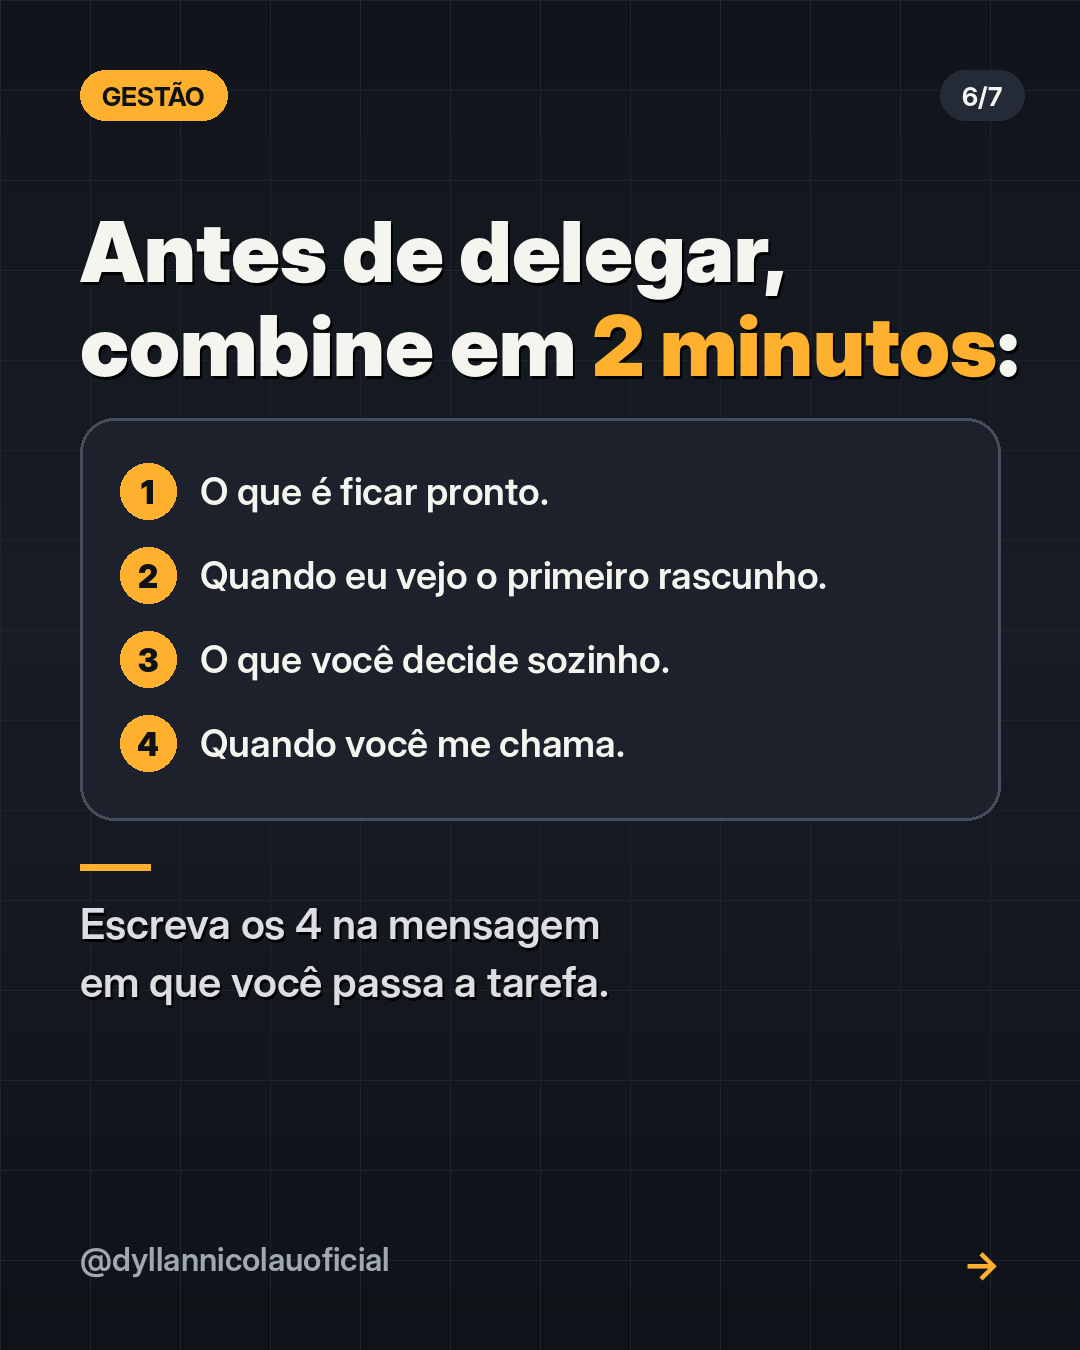 GESTÃO
6/7
Antes de delegar,
combine em 2 minutos:
1 O que é ficar pronto.
2 Quando eu vejo o primeiro rascunho.
3 O que você decide sozinho.
4 Quando você me chama.
Escreva os 4 na mensagem
em que você passa a tarefa.
@dyllannicolauoficial
→